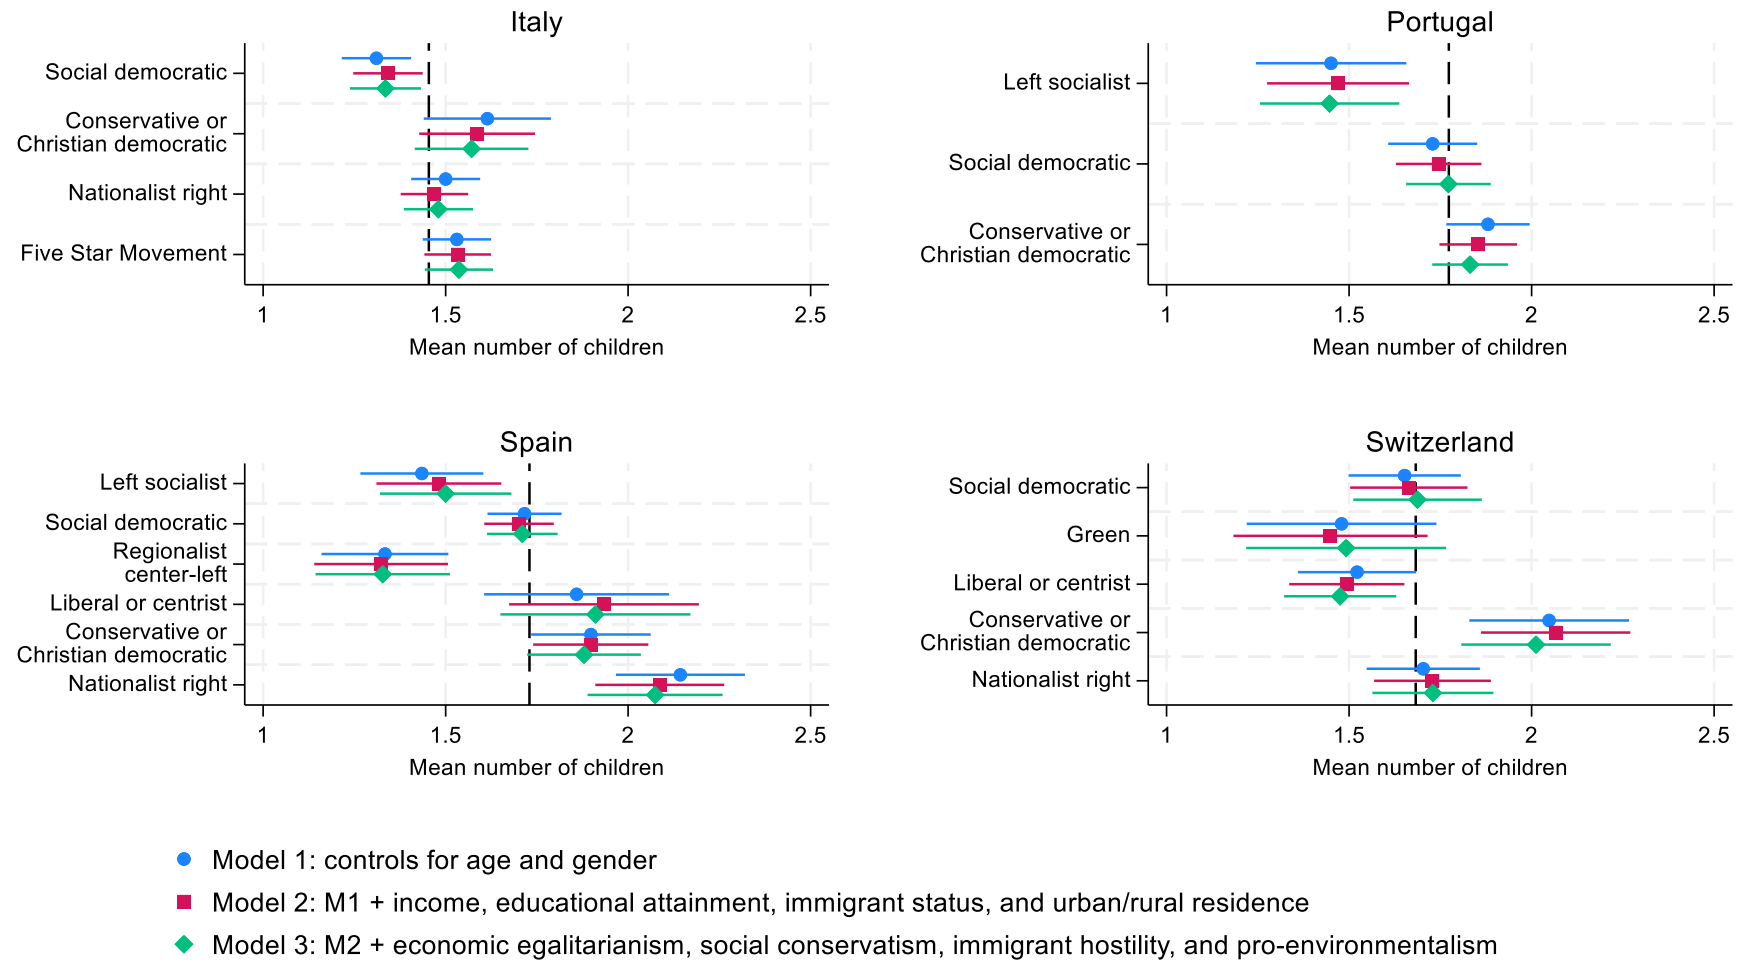 Italy
Social democratic
Conservative or
Christian democratic
Nationalist right
Five Star Movement
1 1.5 2 2.5
Mean number of children
Portugal
Left socialist
Social democratic
Conservative or
Christian democratic
1 1.5 2 2.5
Mean number of children
Spain
Left socialist
Social democratic
Regionalist
center-left
Liberal or centrist
Conservative or
Christian democratic
Nationalist right
1 1.5 2 2.5
Mean number of children
Switzerland
Social democratic
Green
Liberal or centrist
Conservative or
Christian democratic
Nationalist right
1 1.5 2 2.5
Mean number of children
Model 1: controls for age and gender
Model 2: M1 + income, educational attainment, immigrant status, and urban/rural residence
Model 3: M2 + economic egalitarianism, social conservatism, immigrant hostility, and pro-environmentalism